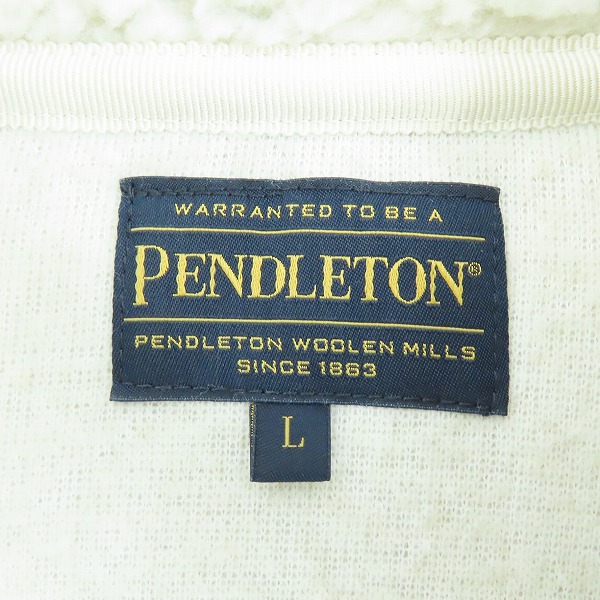 WARRANTED TO BE A
PENDLETON®
PENDLETON WOOLEN MILLS
SINCE 1863
L